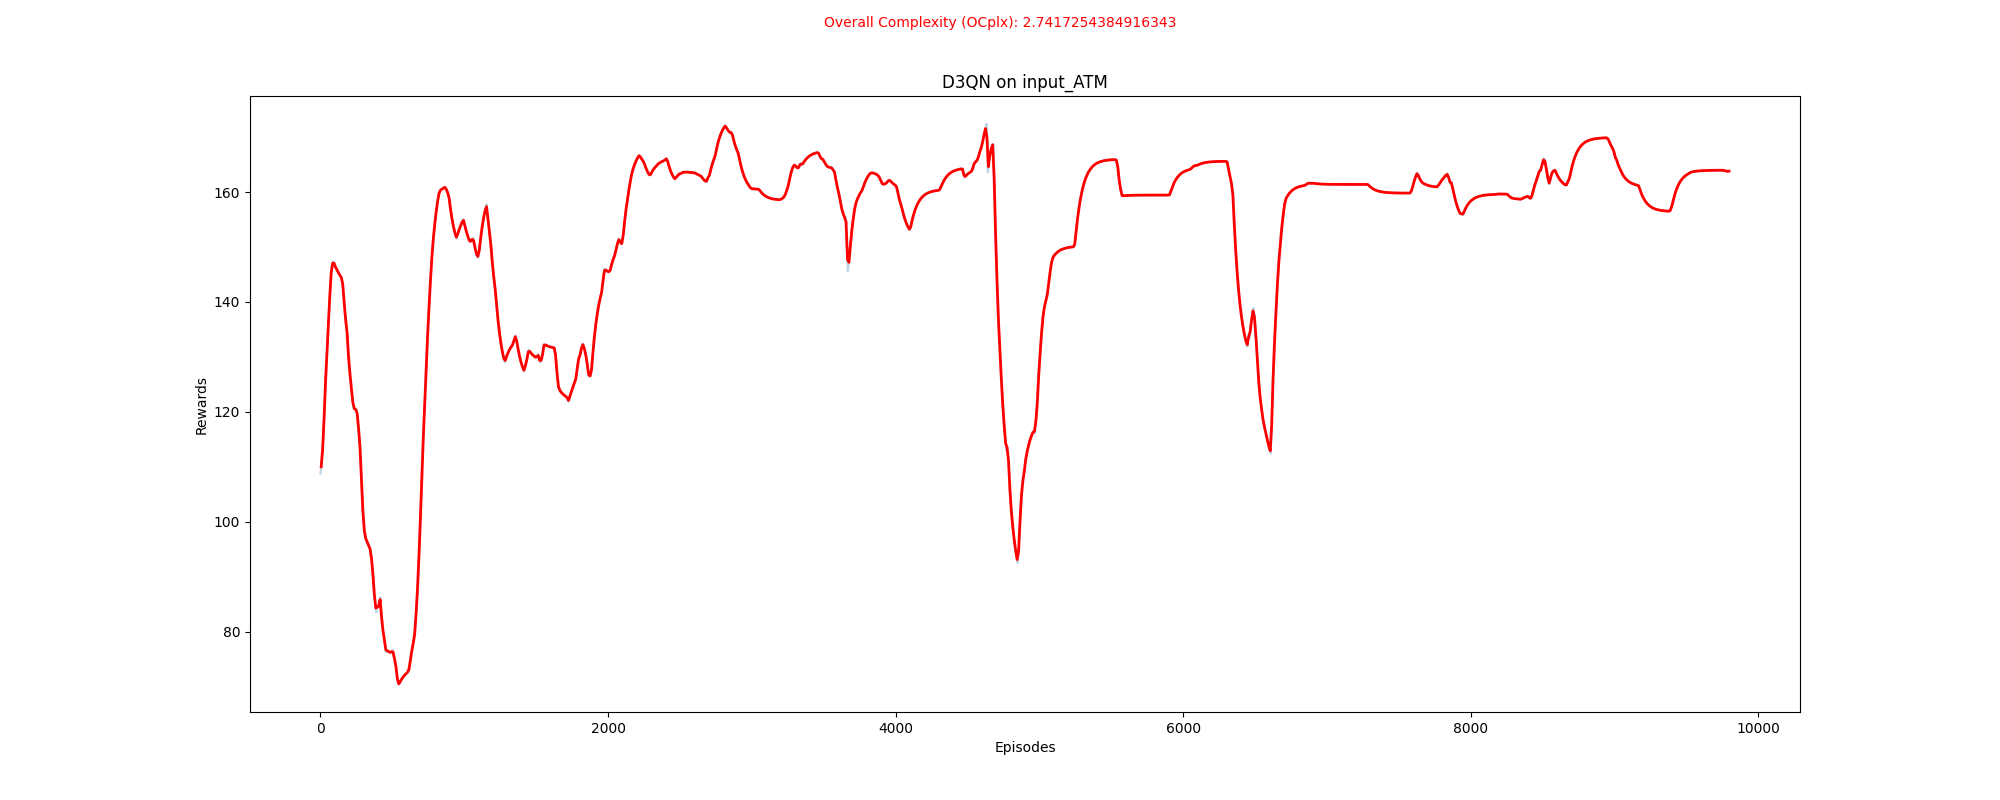 Overall Complexity (OCplx): 2.7417254384916343
D3QN on input_ATM
160
140
120
100
80
Rewards
0 2000 4000 6000 8000 10000
Episodes